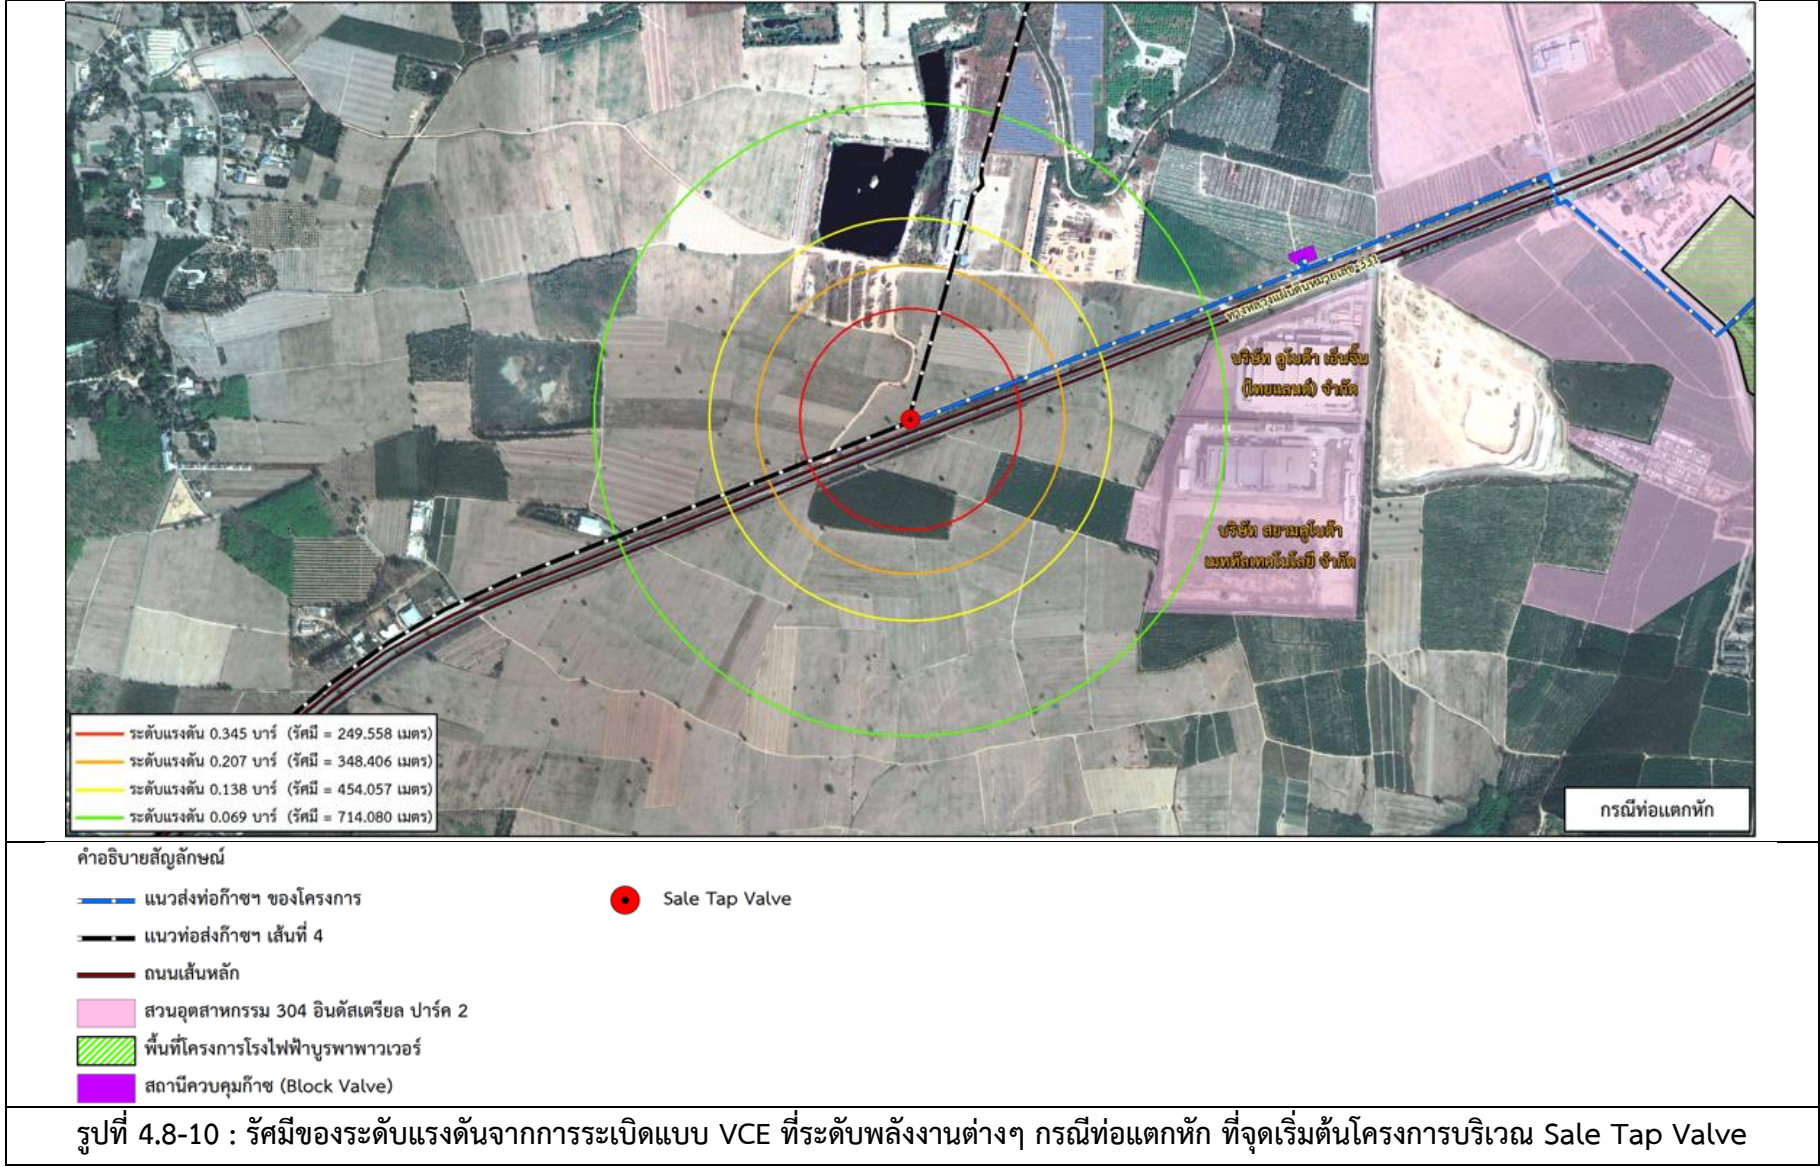 ทางหลวงแผ่นดินหมายเลข 331
บริษัท คูโบต้า เอ็นจิ้น
(ไทยแลนด์) จำกัด
บริษัท สยามคูโบต้า
เมททัลเทคโนโลยี จำกัด
ระดับแรงดัน 0.345 บาร์ (รัศมี = 249.558 เมตร)
ระดับแรงดัน 0.207 บาร์ (รัศมี = 348.406 เมตร)
ระดับแรงดัน 0.138 บาร์ (รัศมี = 454.057 เมตร)
ระดับแรงดัน 0.069 บาร์ (รัศมี = 714.080 เมตร)
กรณีท่อแตกหัก
คำอธิบายสัญลักษณ์
แนวส่งท่อก๊าซฯ ของโครงการ
Sale Tap Valve
แนวท่อส่งก๊าซฯ เส้นที่ 4
ถนนเส้นหลัก
สวนอุตสาหกรรม 304 อินดัสเตรียล ปาร์ค 2
พื้นที่โครงการโรงไฟฟ้าบูรพาพาวเวอร์
สถานีควบคุมก๊าซ (Block Valve)
รูปที่ 4.8-10 : รัศมีของระดับแรงดันจากการระเบิดแบบ VCE ที่ระดับพลังงานต่างๆ กรณีท่อแตกหัก ที่จุดเริ่มต้นโครงการบริเวณ Sale Tap Valve